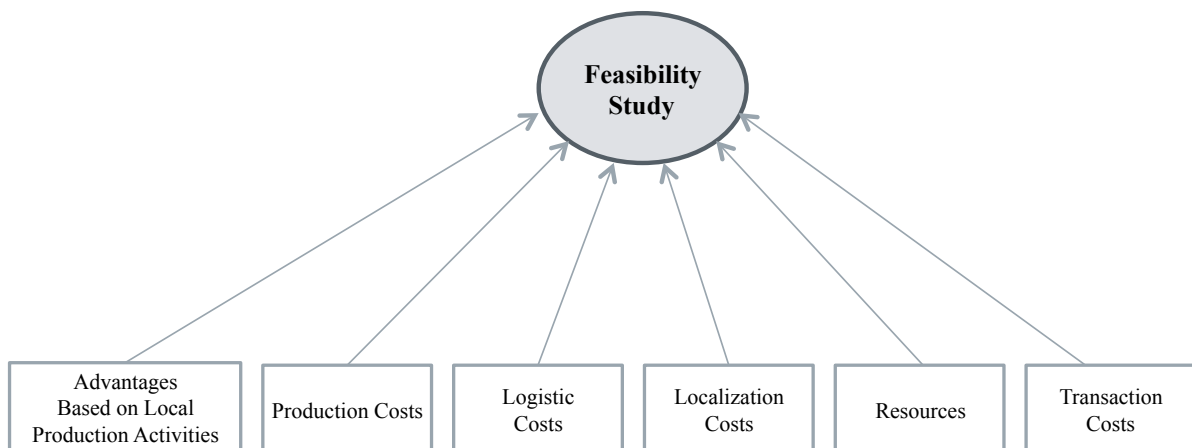 Feasibility
Study
Advantages
Based on Local
Production Activities
Production Costs
Logistic
Costs
Localization
Costs
Resources
Transaction
Costs